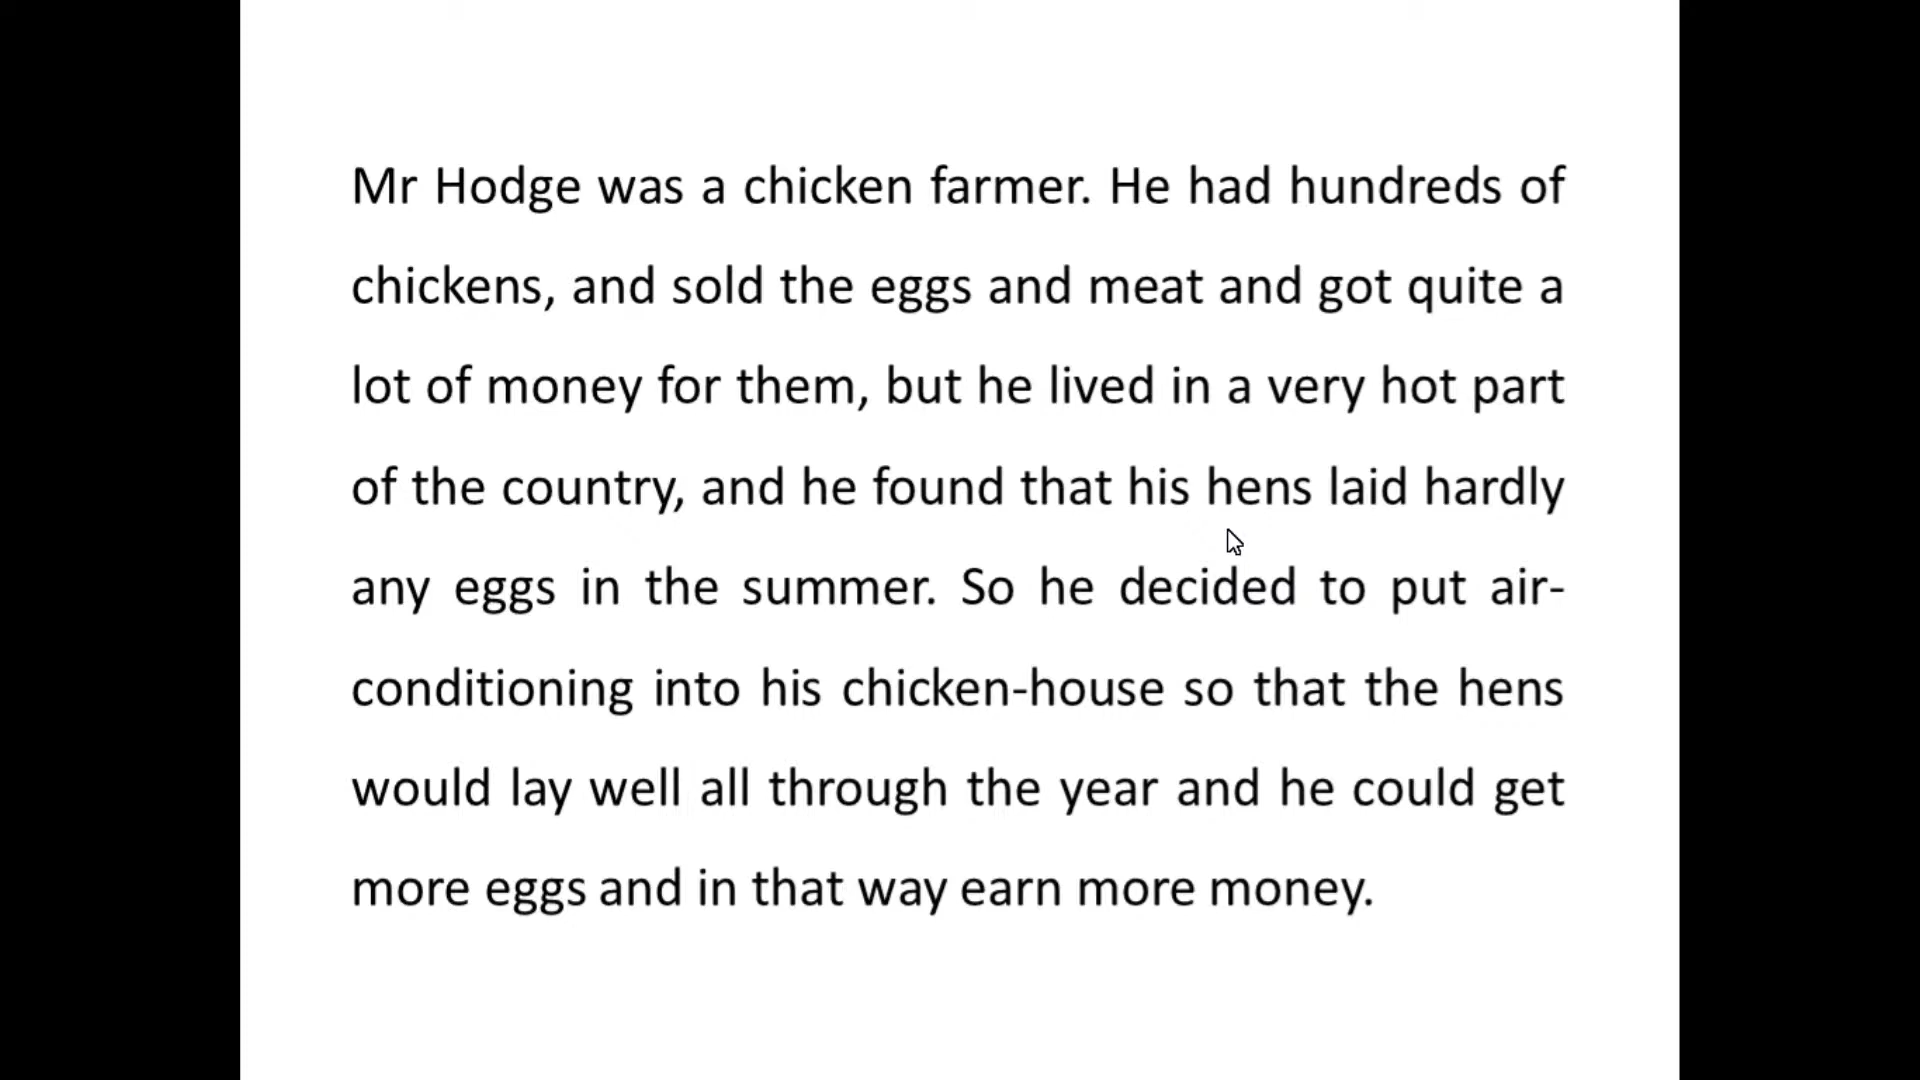 Mr Hodge was a chicken farmer. He had hundreds of
chickens, and sold the eggs and meat and got quite a
lot of money for them, but he lived in a very hot part
of the country, and he found that his hens laid hardly
any eggs in the summer. So he decided to put air-
conditioning into his chicken-house so that the hens
would lay well all through the year and he could get
more eggs and in that way earn more money.